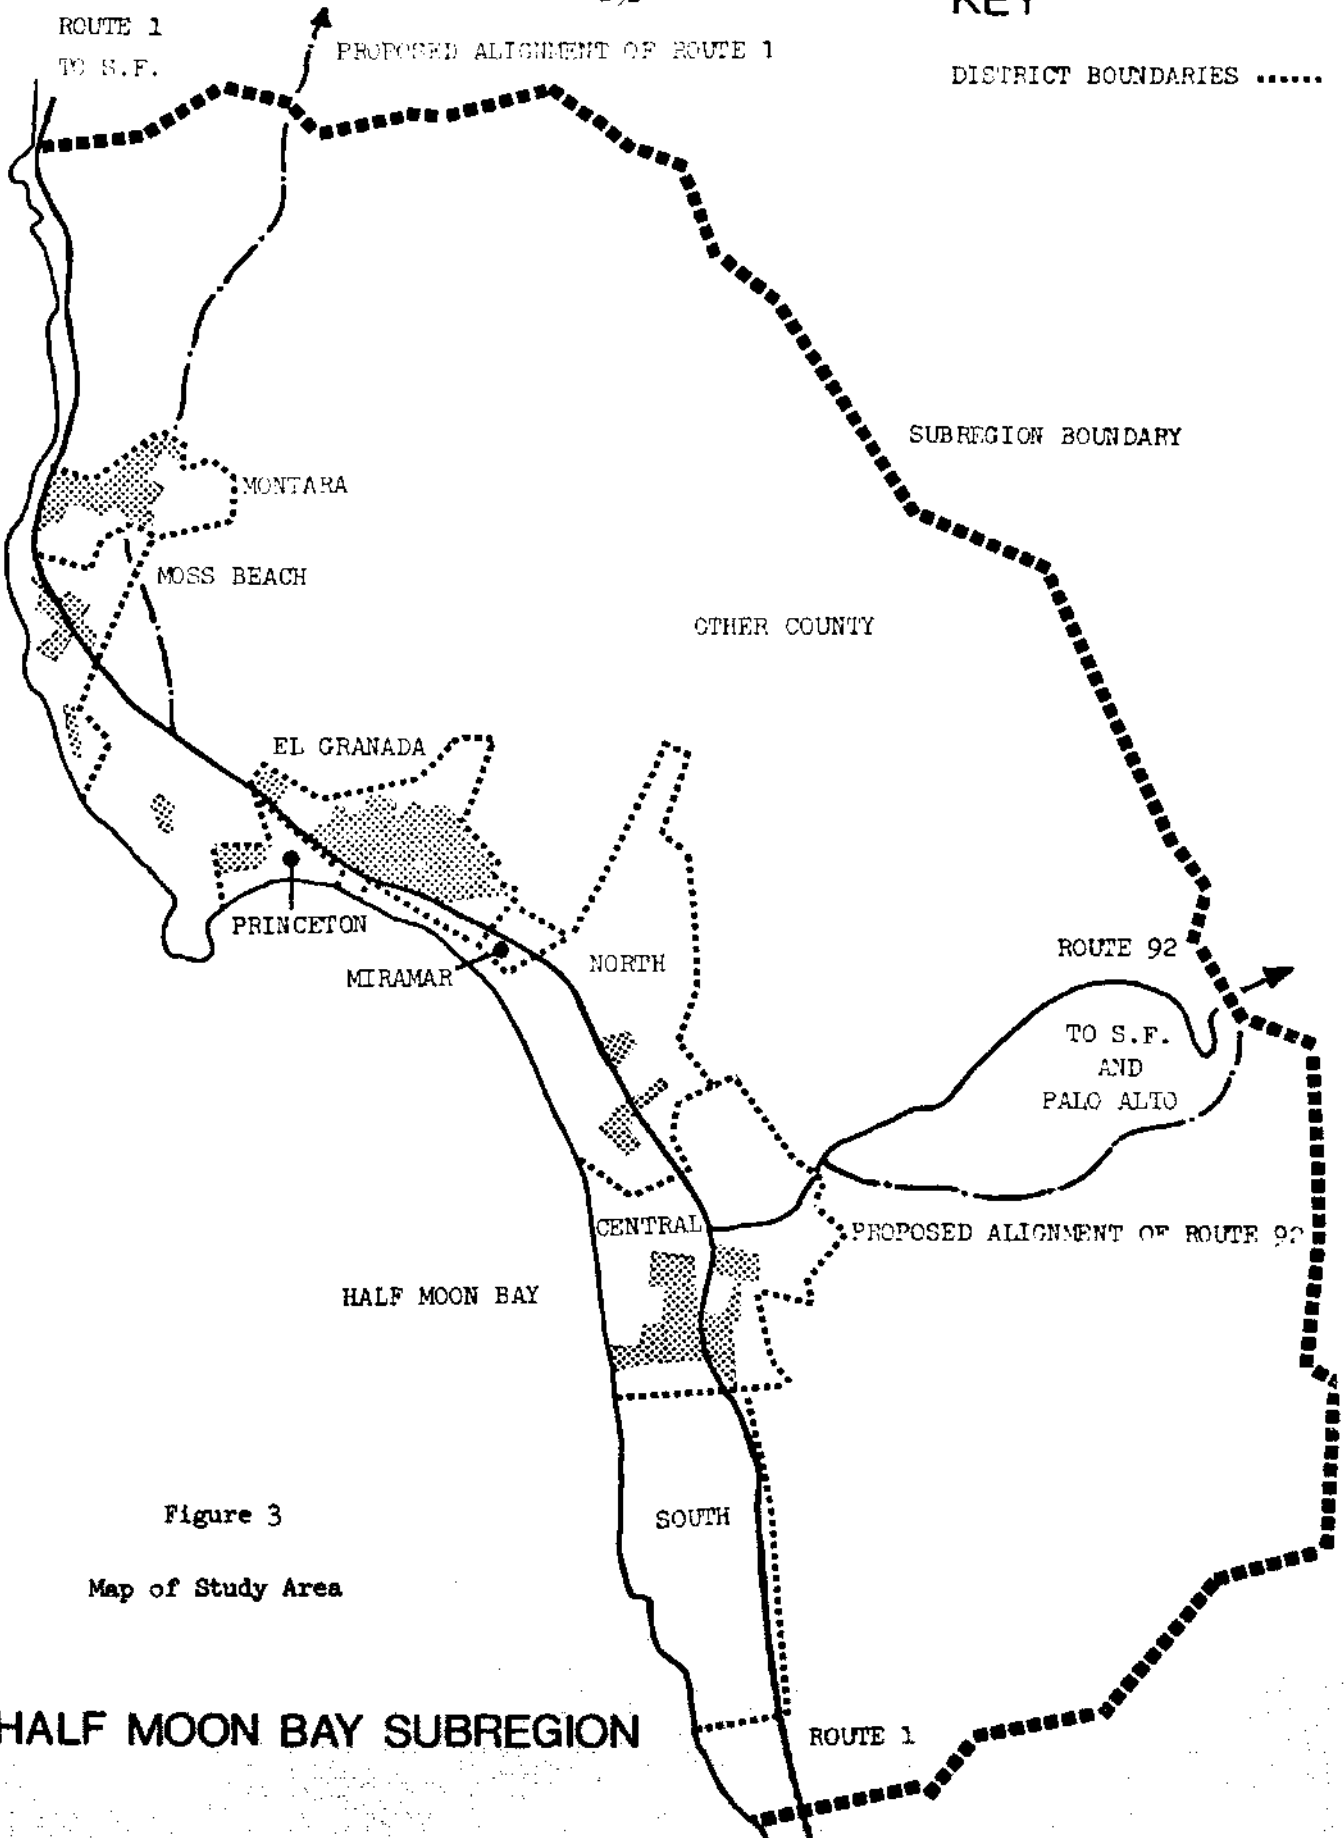 KEY
ROUTE 1
TO S.F.
PROPOSED ALIGNMENT OF ROUTE 1
DISTRICT BOUNDARIES
SUBREGION BOUNDARY
MONTARA
MOSS BEACH
OTHER COUNTY
EL GRANADA
PRINCETON
MIRAMAR
NORTH
ROUTE 92
TO S.F.
AND
PALO ALTO
CENTRAL
PROPOSED ALIGNMENT OF ROUTE 92
HALF MOON BAY
SOUTH
Figure 3
Map of Study Area
HALF MOON BAY SUBREGION
ROUTE 1